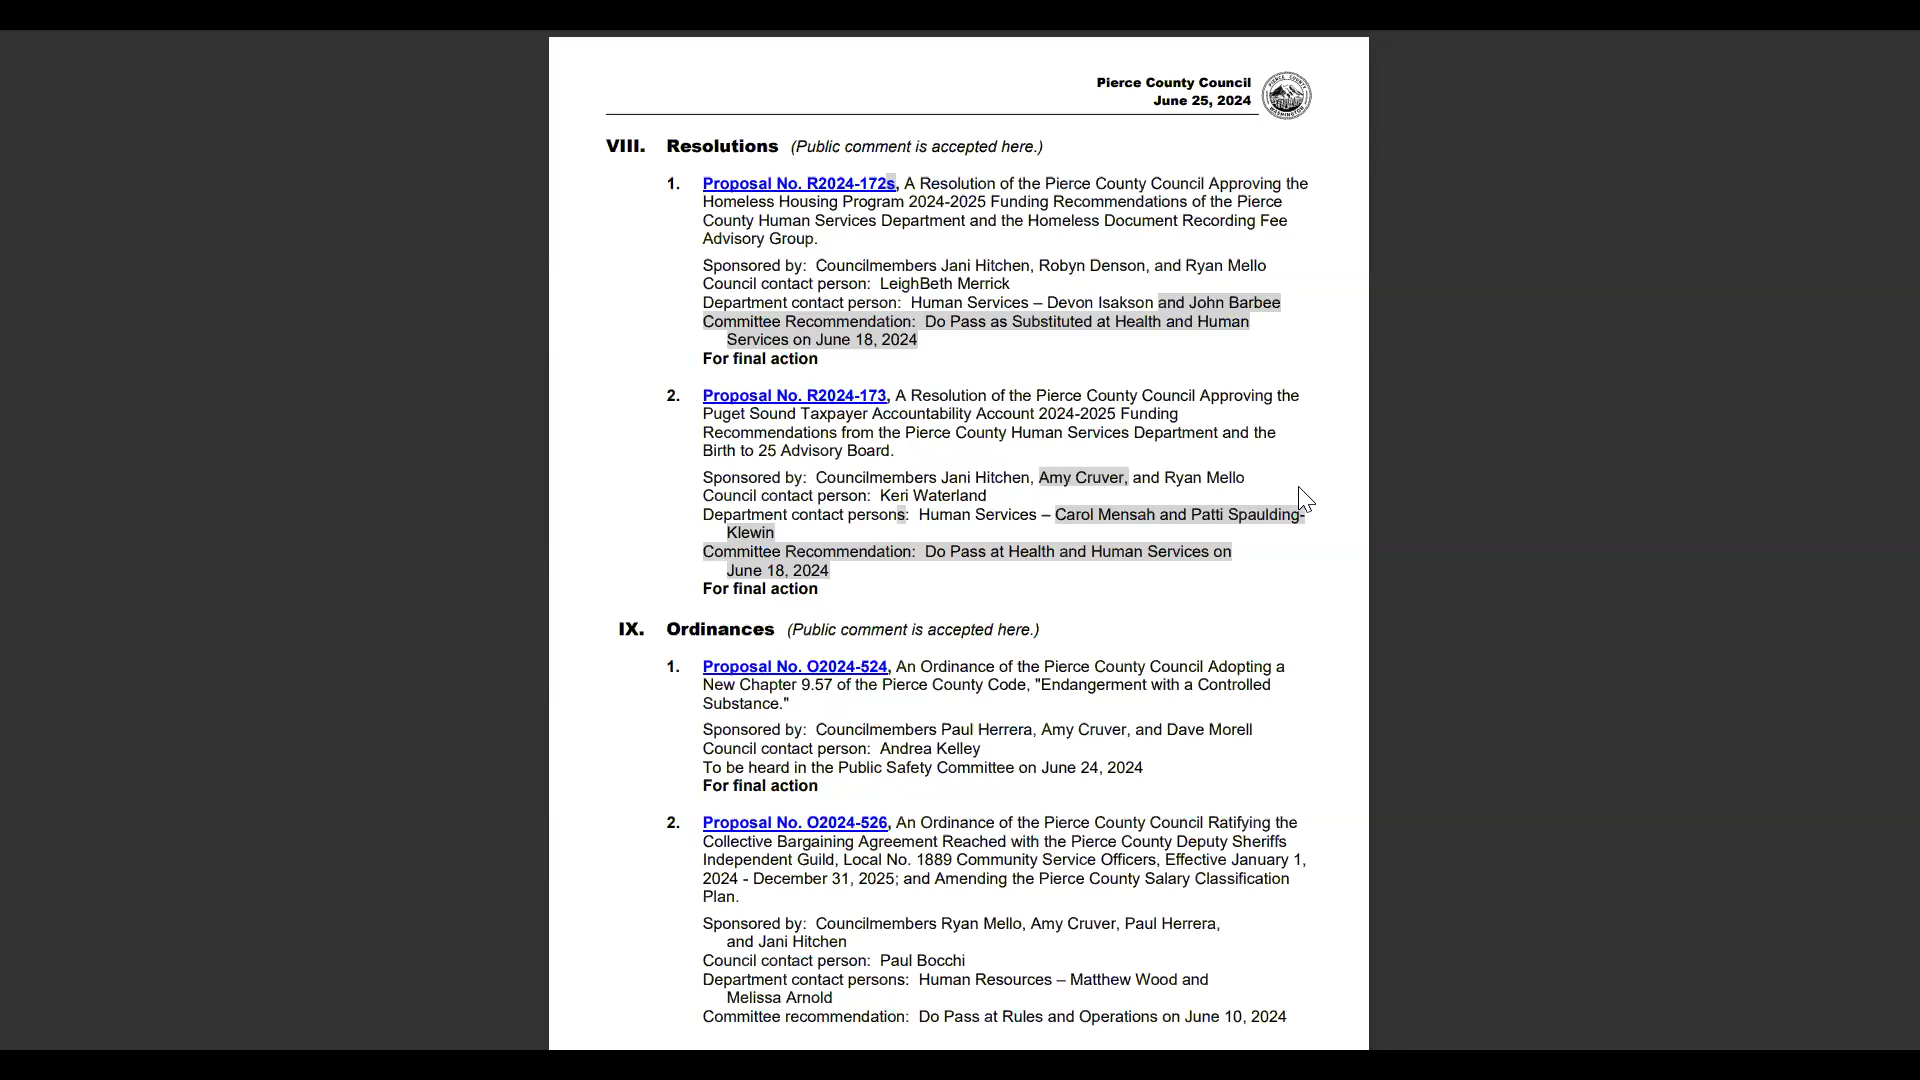 Pierce County Council
June 25, 2024
VIII. Resolutions (Public comment is accepted here.)
1. Proposal No. R2024-172s, A Resolution of the Pierce County Council Approving the
Homeless Housing Program 2024-2025 Funding Recommendations of the Pierce
County Human Services Department and the Homeless Document Recording Fee
Advisory Group.
Sponsored by: Councilmembers Jani Hitchen, Robyn Denson, and Ryan Mello
Council contact person: LeighBeth Merrick
Department contact person: Human Services – Devon Isakson and John Barbee
Committee Recommendation: Do Pass as Substituted at Health and Human
Services on June 18, 2024
For final action
2. Proposal No. R2024-173, A Resolution of the Pierce County Council Approving the
Puget Sound Taxpayer Accountability Account 2024-2025 Funding
Recommendations from the Pierce County Human Services Department and the
Birth to 25 Advisory Board.
Sponsored by: Councilmembers Jani Hitchen, Amy Cruver, and Ryan Mello
Council contact person: Keri Waterland
Department contact persons: Human Services – Carol Mensah and Patti Spaulding-
Klewin
Committee Recommendation: Do Pass at Health and Human Services on
June 18, 2024
For final action
IX. Ordinances (Public comment is accepted here.)
1. Proposal No. O2024-524, An Ordinance of the Pierce County Council Adopting a
New Chapter 9.57 of the Pierce County Code, "Endangerment with a Controlled
Substance."
Sponsored by: Councilmembers Paul Herrera, Amy Cruver, and Dave Morell
Council contact person: Andrea Kelley
To be heard in the Public Safety Committee on June 24, 2024
For final action
2. Proposal No. O2024-526, An Ordinance of the Pierce County Council Ratifying the
Collective Bargaining Agreement Reached with the Pierce County Deputy Sheriffs
Independent Guild, Local No. 1889 Community Service Officers, Effective January 1,
2024 - December 31, 2025; and Amending the Pierce County Salary Classification
Plan.
Sponsored by: Councilmembers Ryan Mello, Amy Cruver, Paul Herrera,
and Jani Hitchen
Council contact person: Paul Bocchi
Department contact persons: Human Resources – Matthew Wood and
Melissa Arnold
Committee recommendation: Do Pass at Rules and Operations on June 10, 2024